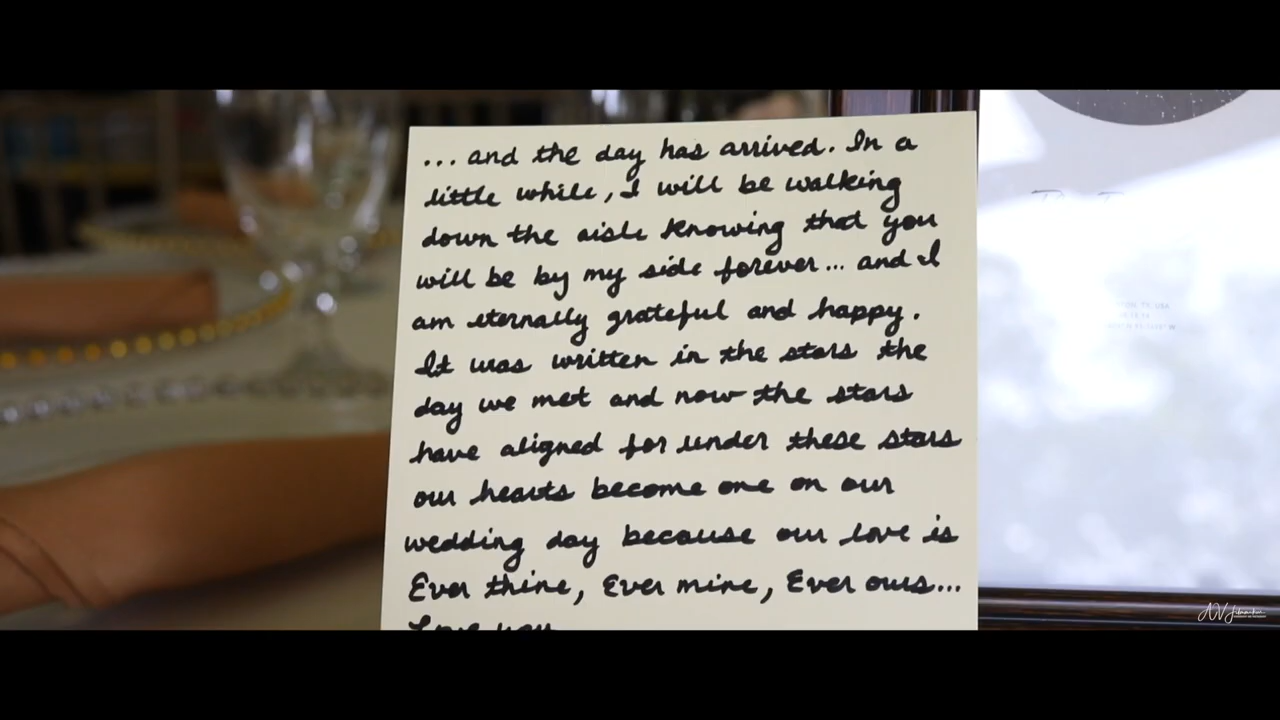 ... and the day has arrived. In a
little while, I will be walking
down the aisle knowing that you
will be by my side forever... and I
am eternally grateful and happy.
It was written in the stars the
day we met and now the stars
have aligned for under these stars
our hearts become one on our
wedding day because our love is
Ever thine, Ever mine, Ever ours...
Love you